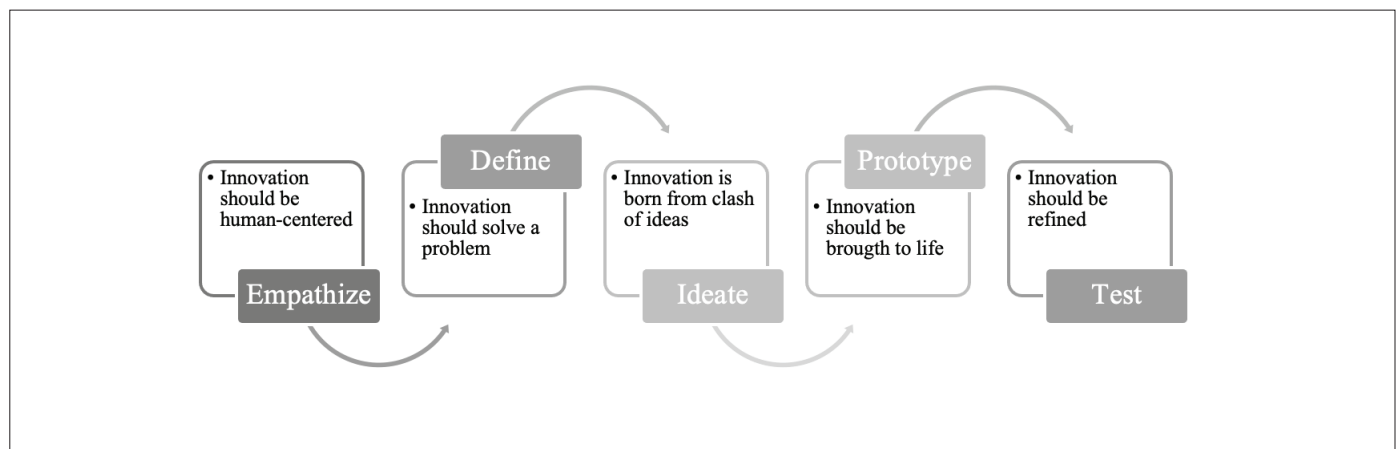 • Innovation
should be
human-centered
Empathize
Define
• Innovation
should solve a
problem
• Innovation is
born from clash
of ideas
Ideate
Prototype
• Innovation
should be
brougth to life
• Innovation
should be
refined
Test